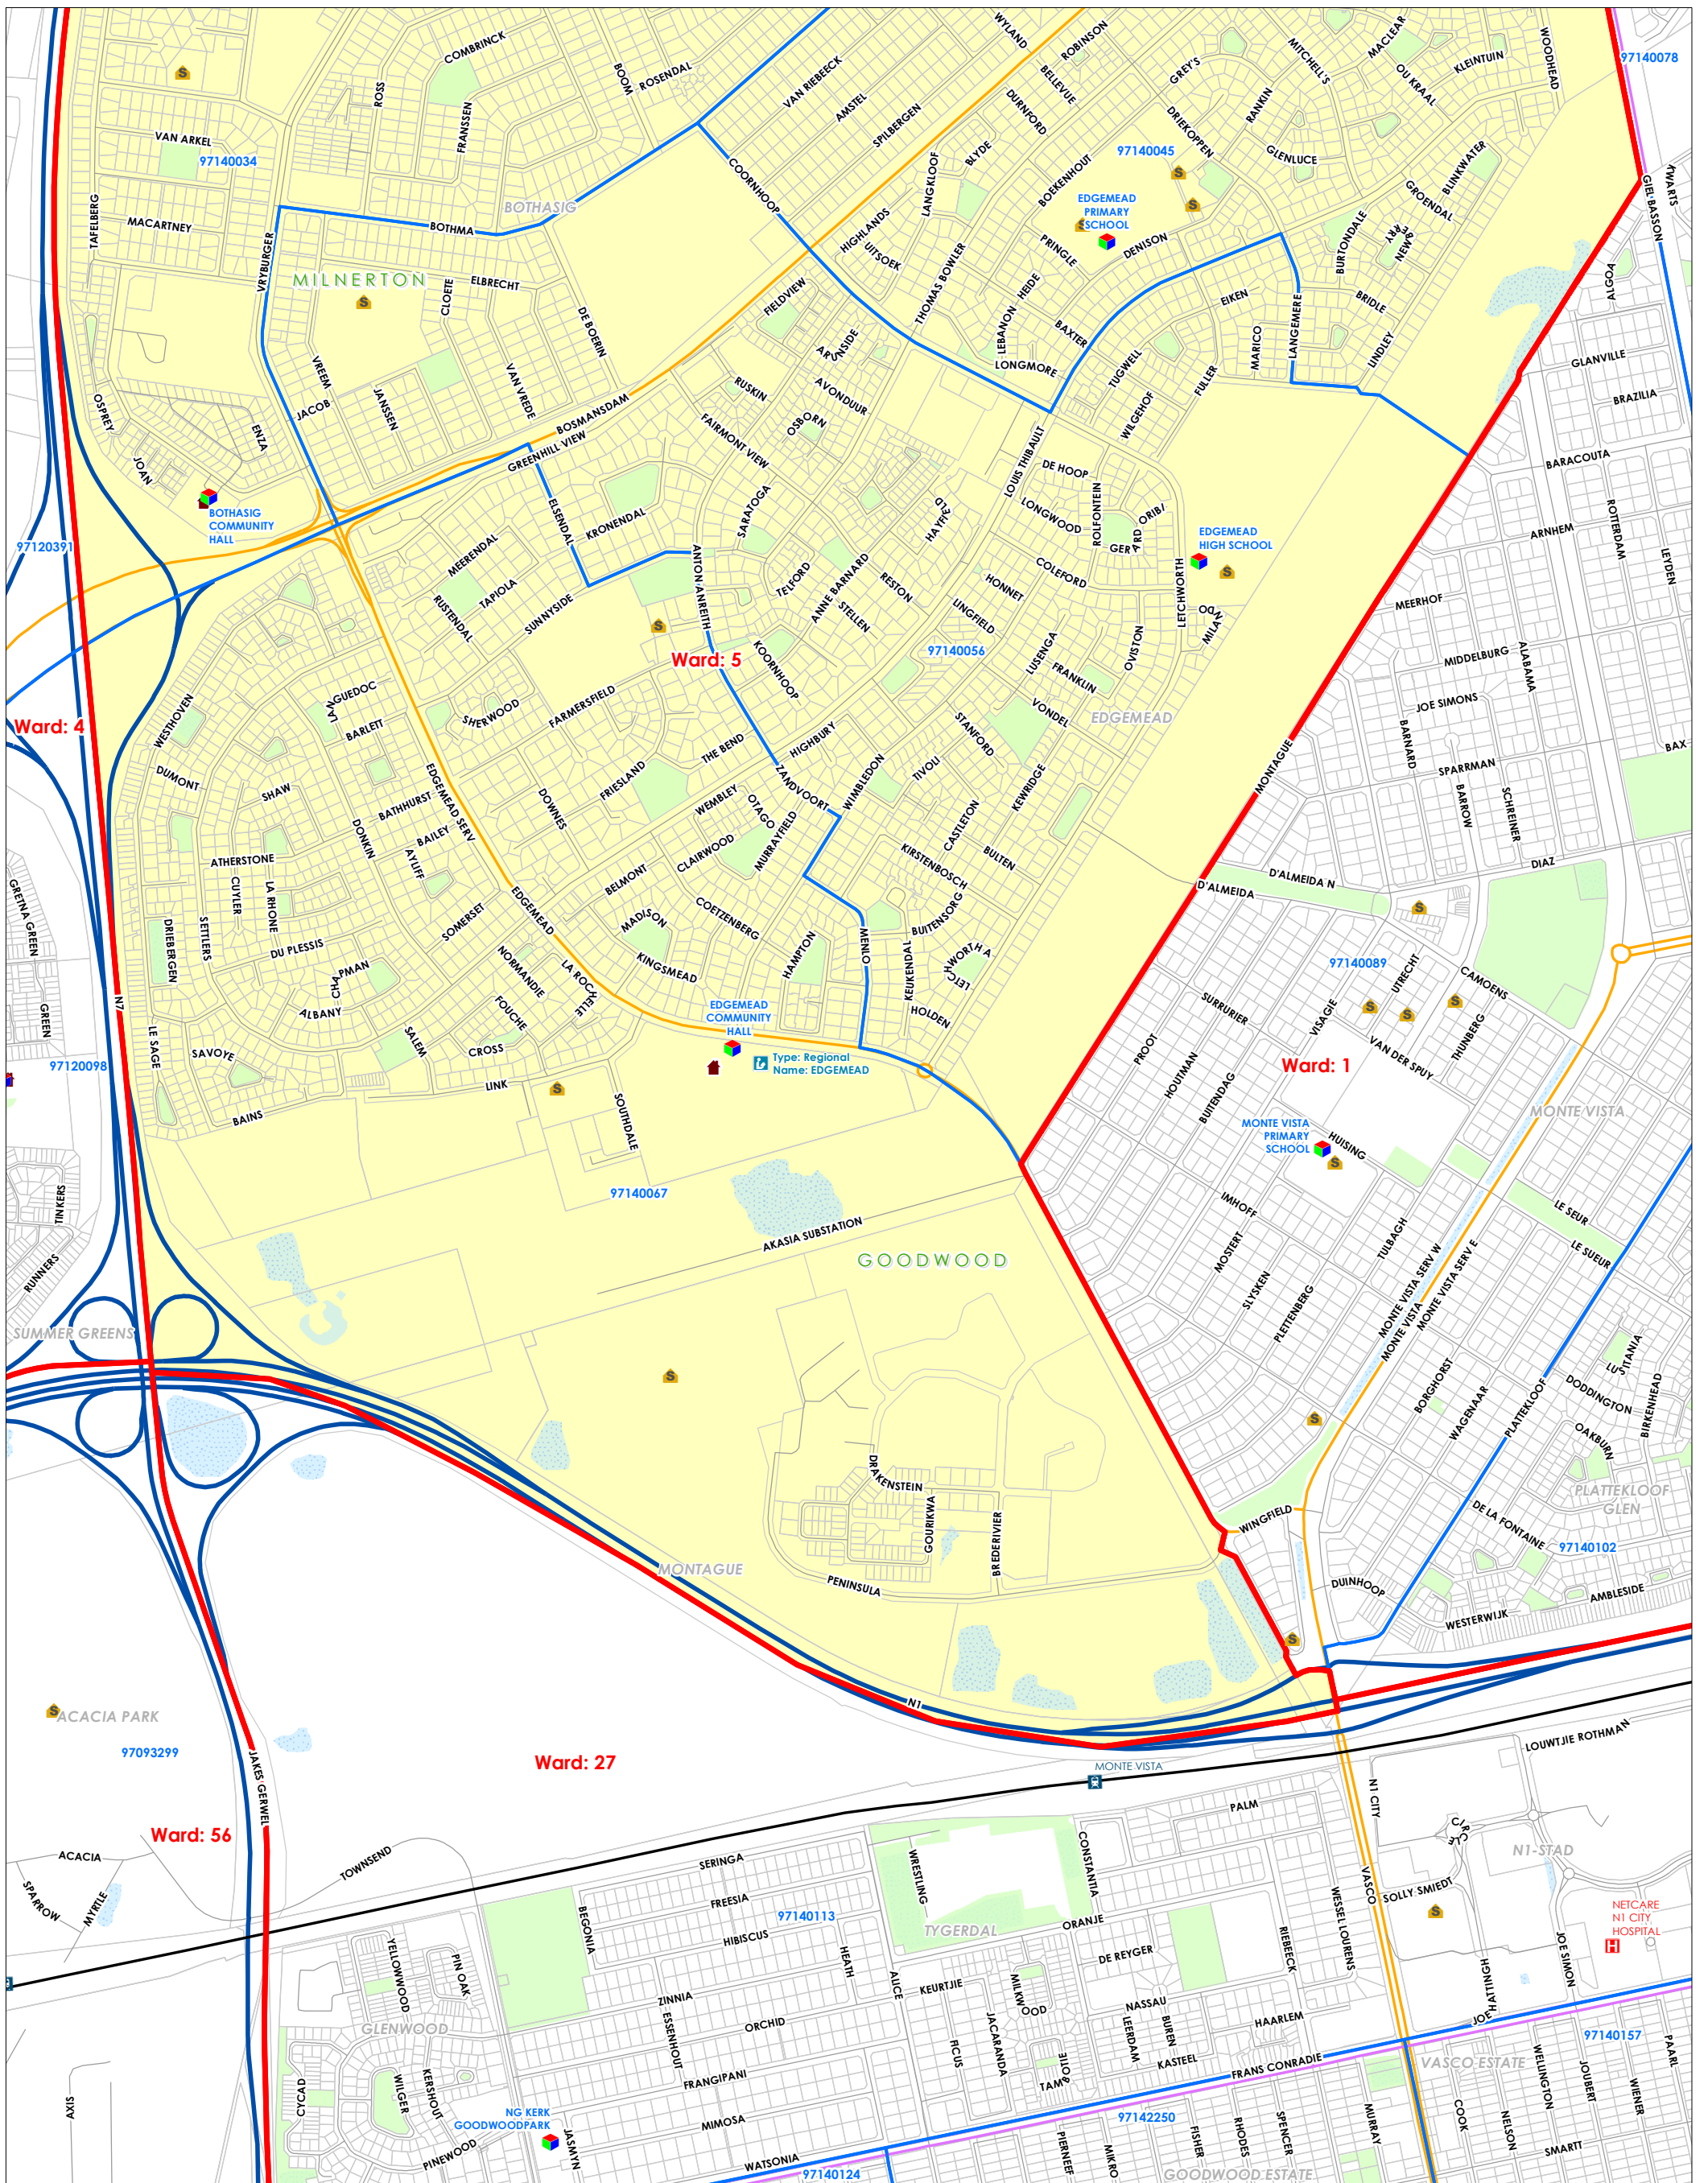 COMBRINCK
ROSS
FRANSSEN
BOOM
ROSENDAL
VAN RIEBEECK
AMSTEL
SPILBERGEN
WYLAND
ROBINSON
BELLEVUE
DURNFORD
GREY'S
MITCHELL'S
MACLEAR
OU KRAAL
KLEINTUIN
WOODHEAD
97140078
VAN ARKEL
97140034
TAFELBERG
MACARTNEY
VRYBURGER
BOTHMA
BOTHASIG
COORNHOOP
LANGKLOOF
BLYDE
BOEKENHOUT
97140045
DRIEKOPPEN
RANKIN
GLENLUCE
BLINKWATER
GROENDAL
GIEL BASSON
EDGEMEAD
PRIMARY
SCHOOL
MILNERTON
CLOETE
ELBRECHT
DE BOERIN
FIELDVIEW
HIGHLANDS
UITSOEK
THOMAS BOWLER
PRINGLE
DENISON
HEIDE
LEBANON
BAXTER
LONGMORE
EIKEN
BURTONDALE
NEWBERRY
BRIDLE
LINDLEY
LANGEMERE
MARICO
FULLER
TUGWELL
WILGEHOF
ALGOA
GLANVILLE
BRAZILIA
BARACOUTA
VREEM
JACOB
JANSSEN
VAN VREDE
OSPREY
JOAN
ENZA
BOTHASIG
COMMUNITY
HALL
BOSMANSDAM
GREENHILL VIEW
RUSKIN
FAIRMONT VIEW
ARNSIDE
AVONDUUR
OSBORN
LOUIS THIBAULT
DE HOOP
LONGWOOD
ROLFONTEIN
GERARD
ORIBI
EDGEMEAD
HIGH SCHOOL
ARNHEM
ROTTERDAM
LEYDEN
97120391
ELSENDAL
KRONENDAL
SARATOGA
HAYFIELD
MEERENDAL
TAPIOLA
RUSTENDAL
SUNNYSIDE
ANTON ANREITH
TELFORD
ANNE BARNARD
STELLEN
RESTON
HONNET
COLEFORD
LINGFIELD
LETCHWORTH
MILANDO
OVISTON
LUSENGA
FRANKLIN
97140056
MEERHOF
MIDDELBURG
ALABAMA
JOE SIMONS
Ward: 5
KOORNHOOP
Ward: 4
WESTHOVEN
LANGUEDOC
BARLETT
SHERWOOD
FARMERSFIELD
VONDEL
EDGEMEAD
STANFORD
BARNARD
BAX
MONTAGUE
SPARRMAN
BARROW
SCHREINER
DUMONT
SHAW
BATHHURST
EDGEMEAD SERV
DOWNES
FRIESLAND
THE BEND
HIGHBURY
ZANDVOORT
WIMBLEDON
TIVOLI
KEWRIDGE
CASTLETON
DONKIN
BAILEY
AYLIFF
ATHERSTONE
CUYLER
LA RHONE
WEMBLEY
OTAGO
MURRAYFIELD
CLAIRWOOD
BELMONT
KIRSTENBOSCH
BULTEN
DIAZ
D'ALMEIDA N
D'ALMEIDA
GRETNA GREEN
GREEN
SETTLERS
DRIEBERGEN
DU PLESSIS
SOMERSET
EDGEMEAD
MADISON
COETZENBERG
KINGSMEAD
HAMPTON
MENLO
BUITENSORG
KEUKENDAL
LETCHWORTH A
HOLDEN
97140089
UTRECHT
CAMOENS
N7
CHAPMAN
ALBANY
NORMANDIE
LA ROCHELLE
FOUCHE
SURRURIER
VISAGIE
THUNBERG
VAN DER SPUY
97120098
LE SAGE
SAVOYE
SALEM
CROSS
LINK
BAINS
SOUTHDALE
EDGEMEAD
COMMUNITY
HALL
Type: Regional
Name: EDGEMEAD
PROOT
HOUTMAN
BUITENDAG
Ward: 1
MONTE VISTA
MONTE VISTA
PRIMARY
SCHOOL
HUISING
TINKERS
RUNNERS
97140067
AKASIA SUBSTATION
GOODWOOD
IMHOFF
MOSTERT
SLYSKEN
PLETTENBERG
TULBAGH
LE SEUR
LE SUEUR
MONTE VISTA SERV W
MONTE VISTA
MONTE VISTA SERV E
SUMMER GREENS
LUSITANIA
DODDINGTON
BIRKENHEAD
BORGHORST
WAGENAAR
PLATTEKLOOF
OAKBURN
PLATTEKLOOF
GLEN
DE LA FONTAINE
97140102
DRAKENSTEIN
GOURIKWA
BREDERIVIER
PENINSULA
WINGFIELD
DUINHOOP
WESTERWIJK
AMBLESIDE
MONTAGUE
N1
ACACIA PARK
97093299
JAKES GERWEL
Ward: 27
MONTE VISTA
LOUWTJIE ROTHMAN
Ward: 56
ACACIA
SPARROW
MYRTLE
TOWNSEND
SERINGA
FREESIA
HIBISCUS
97140113
BEGONIA
HEATH
WRESTLING
CONSTANTIA
PALM
N1 CITY
CIRCLE
N1-STAD
VASCO
SOLLY SMIEDT
WESSEL LOURENS
NETCARE
N1 CITY
HOSPITAL
TYGERDAL
ORANJE
DE REYGER
RIEBEECK
HATTINGH
JOE SIMON
YELLOWWOOD
PIN OAK
GLENWOOD
ZINNIA
ESSENHOUT
ORCHID
ALICE
KEURTJIE
MILKWOOD
JACARANDA
FICUS
NASSAU
LEERDAM
BUREN
HAARLEM
KASTEEL
FRANS CONRADIE
JOE
97140157
VASCO ESTATE
PAARL
AXIS
CYCAD
WILGER
KERSHOUT
PINEWOOD
NG KERK
GOODWOODPARK
JASMYN
FRANGIPANI
MIMOSA
WATSONIA
97140124
97142250
PIERNEEF
MIKRO
FISHER
RHODES
SPENCER
MURRAY
COOK
NELSON
WELLINGTON
JOUBERT
WIENER
SMARTT
GOODWOOD ESTATE